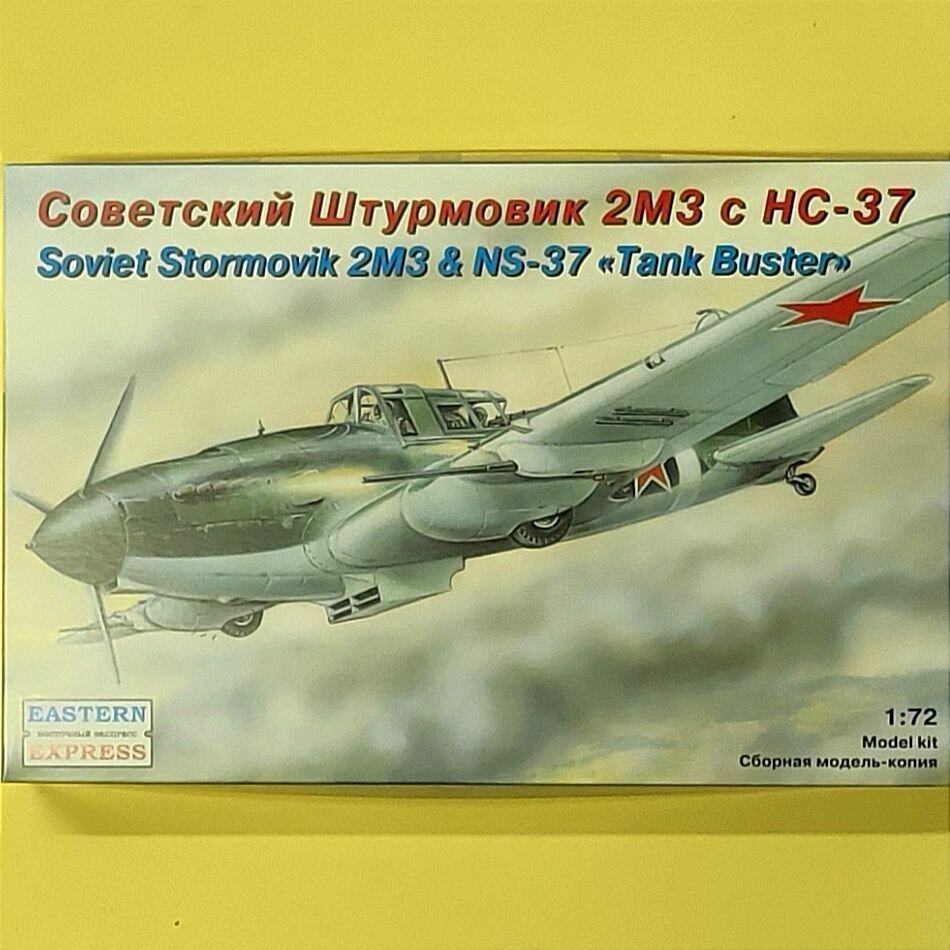 Советский Штурмовик 2М3 с НС-37
Soviet Stormovik 2M3 & NS-37 «Tank Buster»
EASTERN
ВОСТОЧНЫЙ ЭКСПРЕСС
EXPRESS
1:72
Model kit
Сборная модель-копия